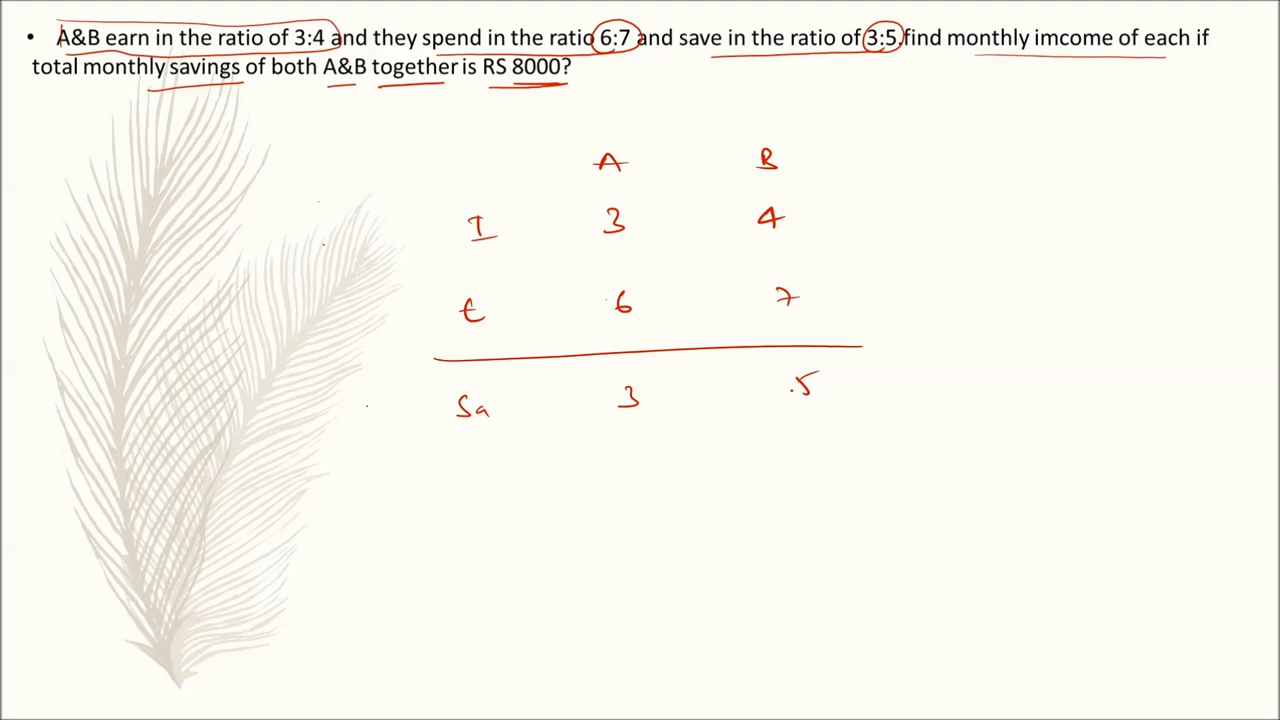 • A&B earn in the ratio of 3:4 and they spend in the ratio 6:7 and save in the ratio of 3:5,find monthly imcome of each if
total monthly savings of both A&B together is RS 8000?
A B
I 3 4
E 6 7
Sa 3 5